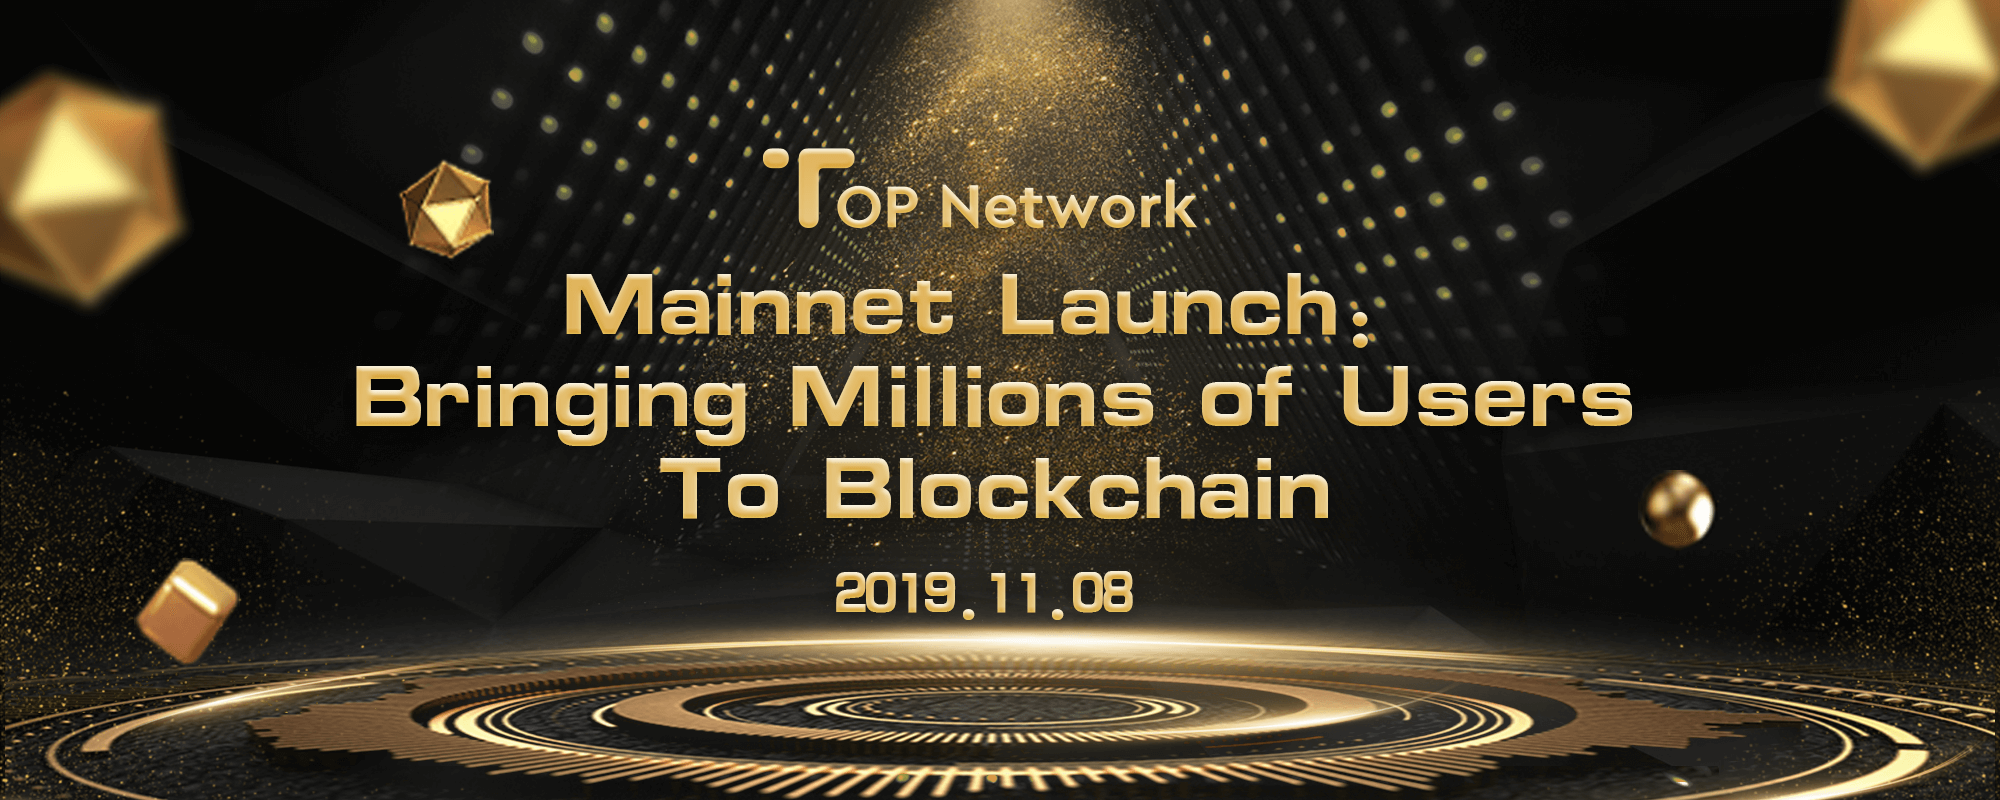 TOP Network
Mainnet Launch:
Bringing Millions of Users
To Blockchain
2019.11.08